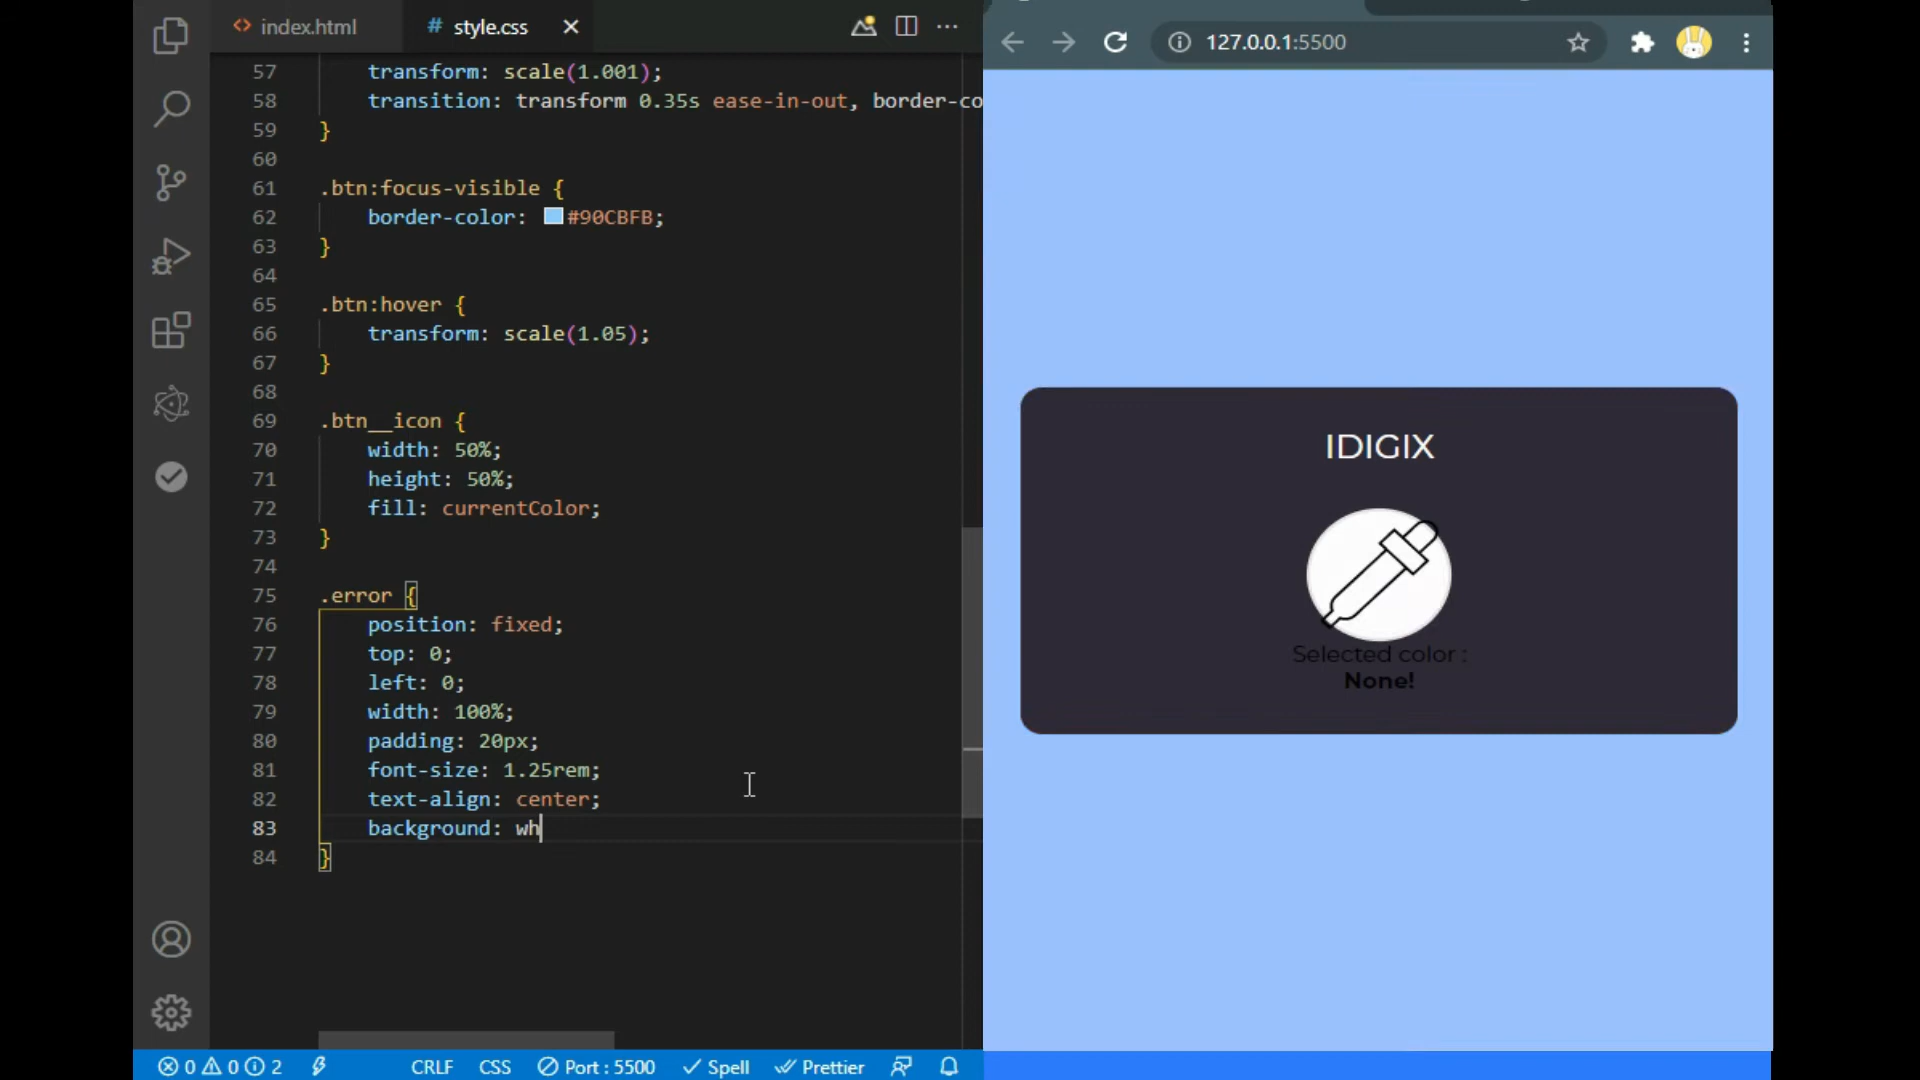 index.html
# style.css
127.0.0.1:5500
57 transform: scale(1.001);
58 transition: transform 0.35s ease-in-out, border-co
59 }
60
61 .btn:focus-visible {
62 border-color: #90CBFB;
63 }
64
65 .btn:hover {
66 transform: scale(1.05);
67 }
68
69 .btn__icon {
70 width: 50%;
71 height: 50%;
72 fill: currentColor;
73 }
74
75 .error {
76 position: fixed;
77 top: 0;
78 left: 0;
79 width: 100%;
80 padding: 20px;
81 font-size: 1.25rem;
82 text-align: center;
83 background: wh
84 }
IDIGIX
Selected color :
None!
0 0 2 CRLF CSS Port : 5500 Spell Prettier